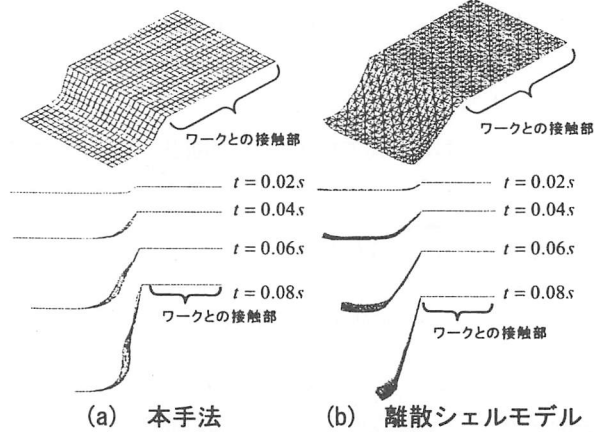 ワークとの接触部
ワークとの接触部
t = 0.02s
t = 0.04s
t = 0.06s
t = 0.08s
ワークとの接触部
t = 0.02s
t = 0.04s
t = 0.06s
t = 0.08s
ワークとの接触部
(a) 本手法
(b) 離散シェルモデル